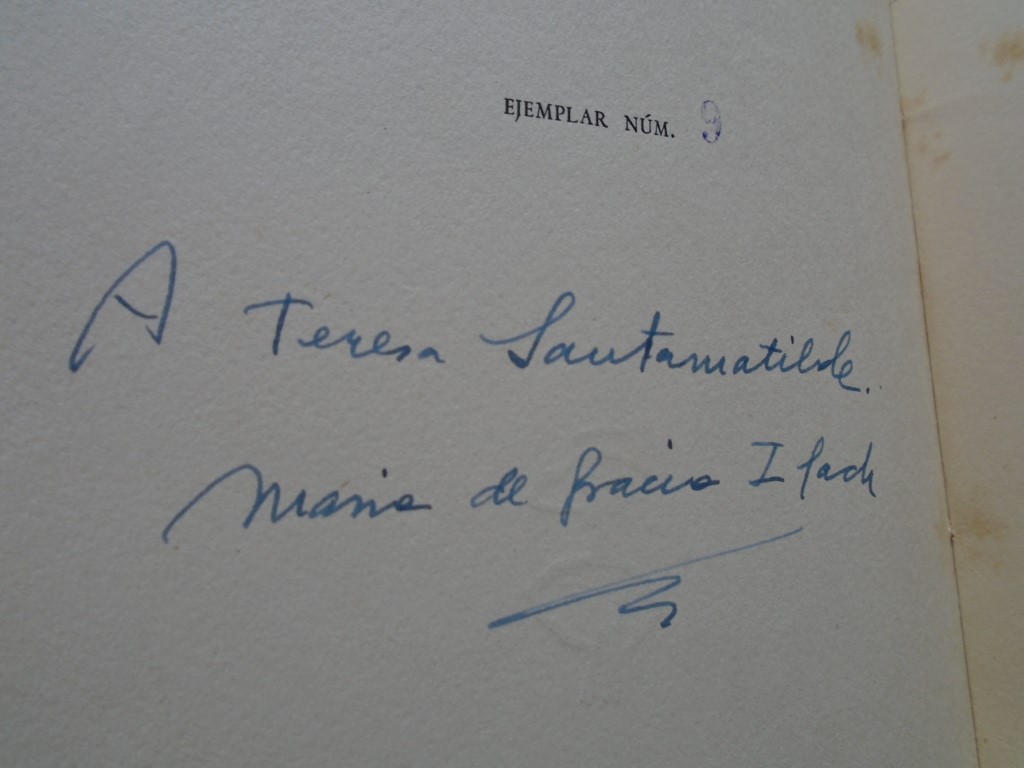 EJEMPLAR NÚM. 9
A Teresa Santamatilde.
Maria de Gracia Ifach